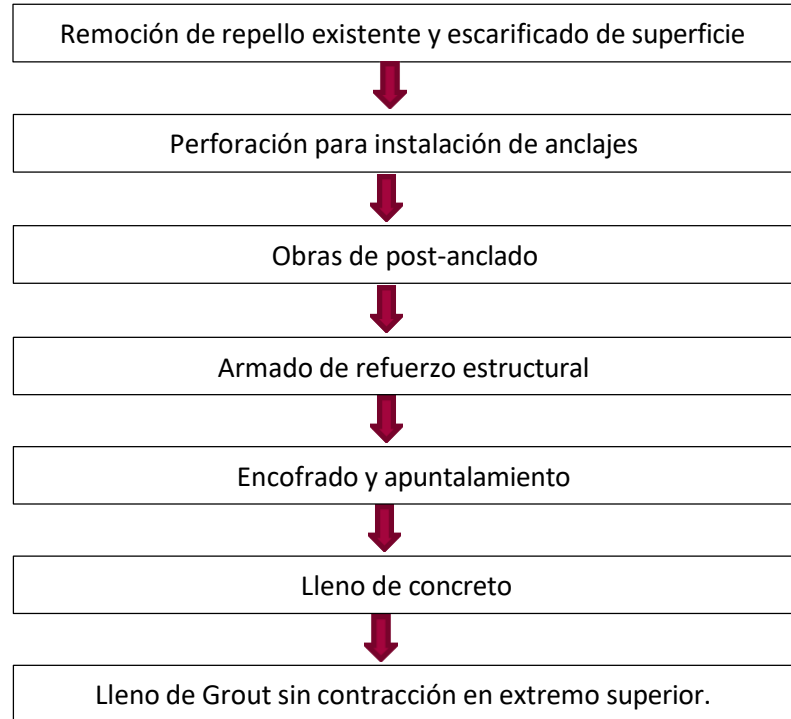 Remoción de repello existente y escarificado de superficie
Perforación para instalación de anclajes
Obras de post-anclado
Armado de refuerzo estructural
Encofrado y apuntalamiento
Lleno de concreto
Lleno de Grout sin contracción en extremo superior.